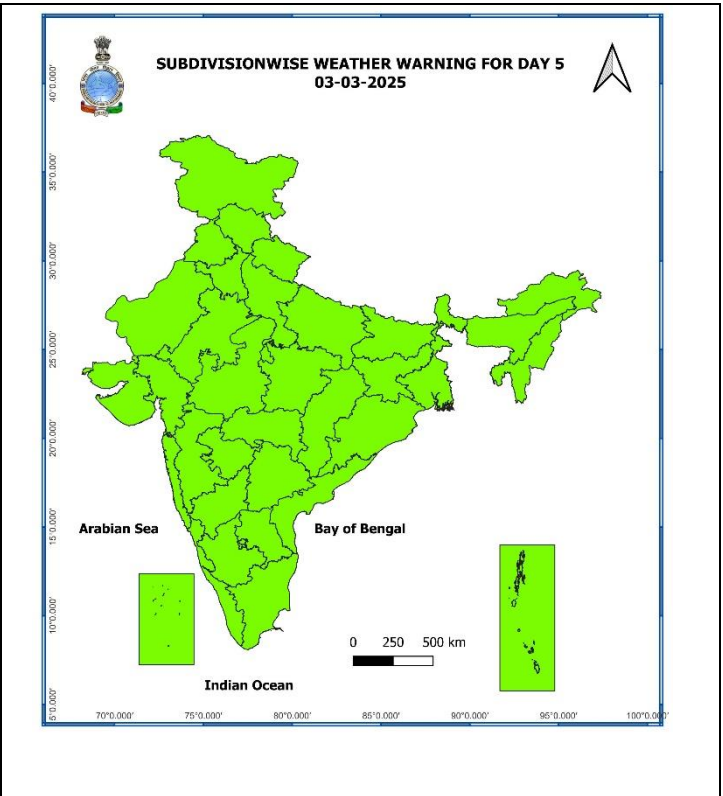 SUBDIVISIONWISE WEATHER WARNING FOR DAY 5
03-03-2025
40°0.000'
35°0.000'
30°0.000'
25°0.000'
20°0.000'
15°0.000'
10°0.000'
5°0.000'
Arabian Sea
Bay of Bengal
0 250 500 km
Indian Ocean
70°0.000' 75°0.000' 80°0.000' 85°0.000' 90°0.000' 95°0.000' 100°0.000'